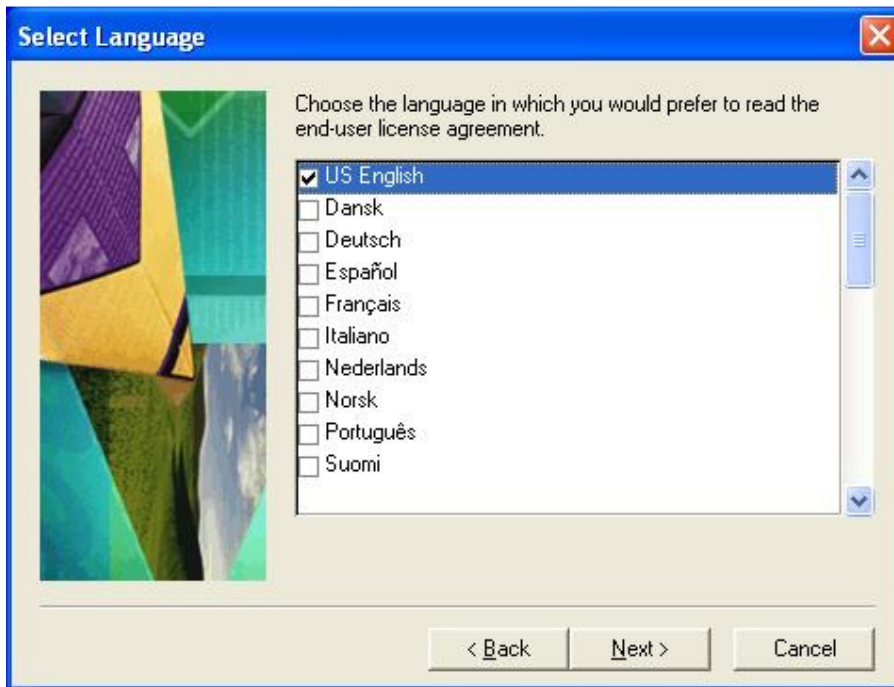 Select Language
Choose the language in which you would prefer to read the
end-user license agreement.
US English
Dansk
Deutsch
Español
Français
Italiano
Nederlands
Norsk
Português
Suomi
< Back
Next >
Cancel